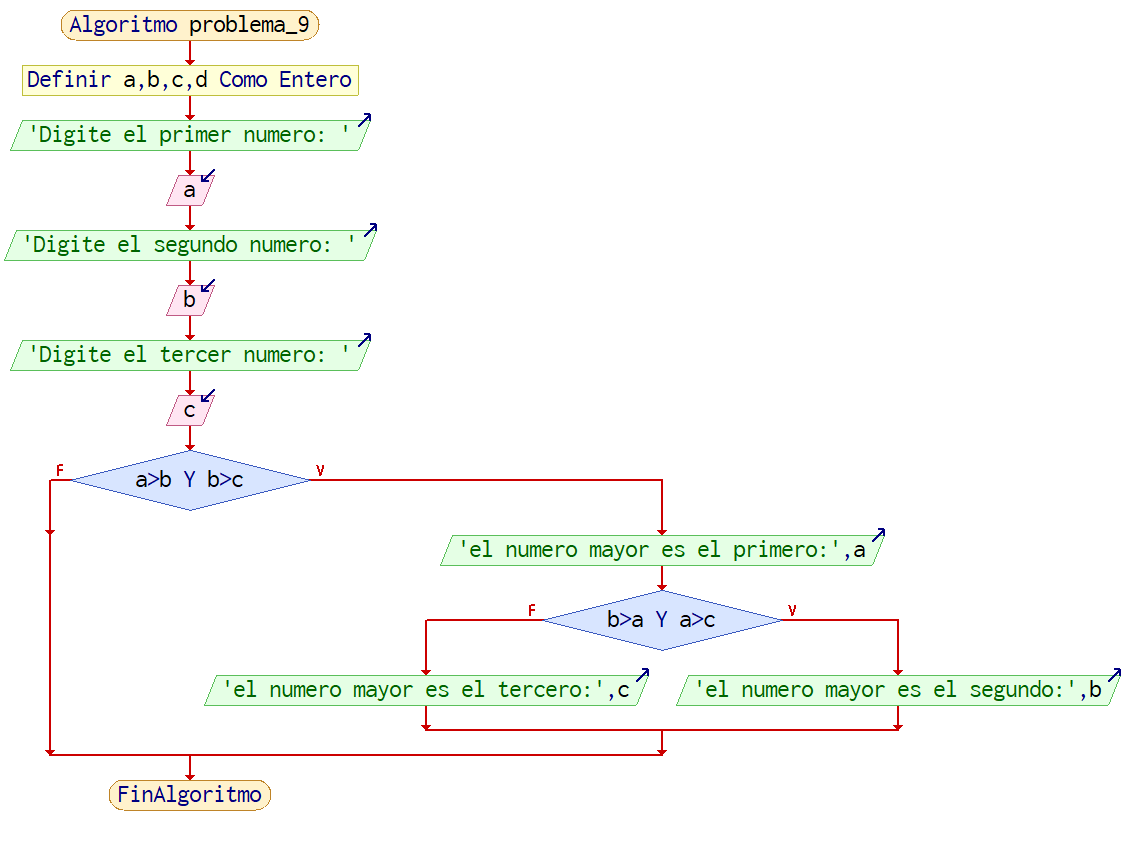 Algoritmo problema_9
Definir a,b,c,d Como Entero
'Digite el primer numero: '
a
'Digite el segundo numero: '
b
'Digite el tercer numero: '
c
F
V
a>b Y b>c
'el numero mayor es el primero:',a
F
V
b>a Y a>c
'el numero mayor es el tercero:',c
'el numero mayor es el segundo:',b
FinAlgoritmo